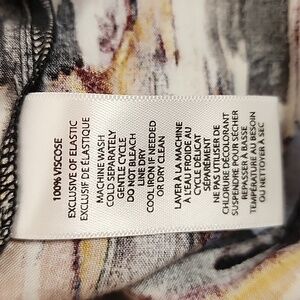 100% VISCOSE
EXCLUSIVE OF ELASTIC
EXCLUSIF DE ÉLASTIQUE
MACHINE WASH
COLD SEPARATELY
GENTLE CYCLE
DO NOT BLEACH
LINE DRY
COOL IRON IF NEEDED
OR DRY CLEAN
LAVER À LA MACHINE
À L'EAU FROIDE AU
CYCLE DÉLICAT
SÉPARÉMENT
NE PAS UTILISER DE
CHLORURE DÉCOLORANT
SUSPENDRE POUR SÉCHER
REPASSER À BASSE
TEMPÉRATURE AU BESOIN
OU NETTOYER À SEC